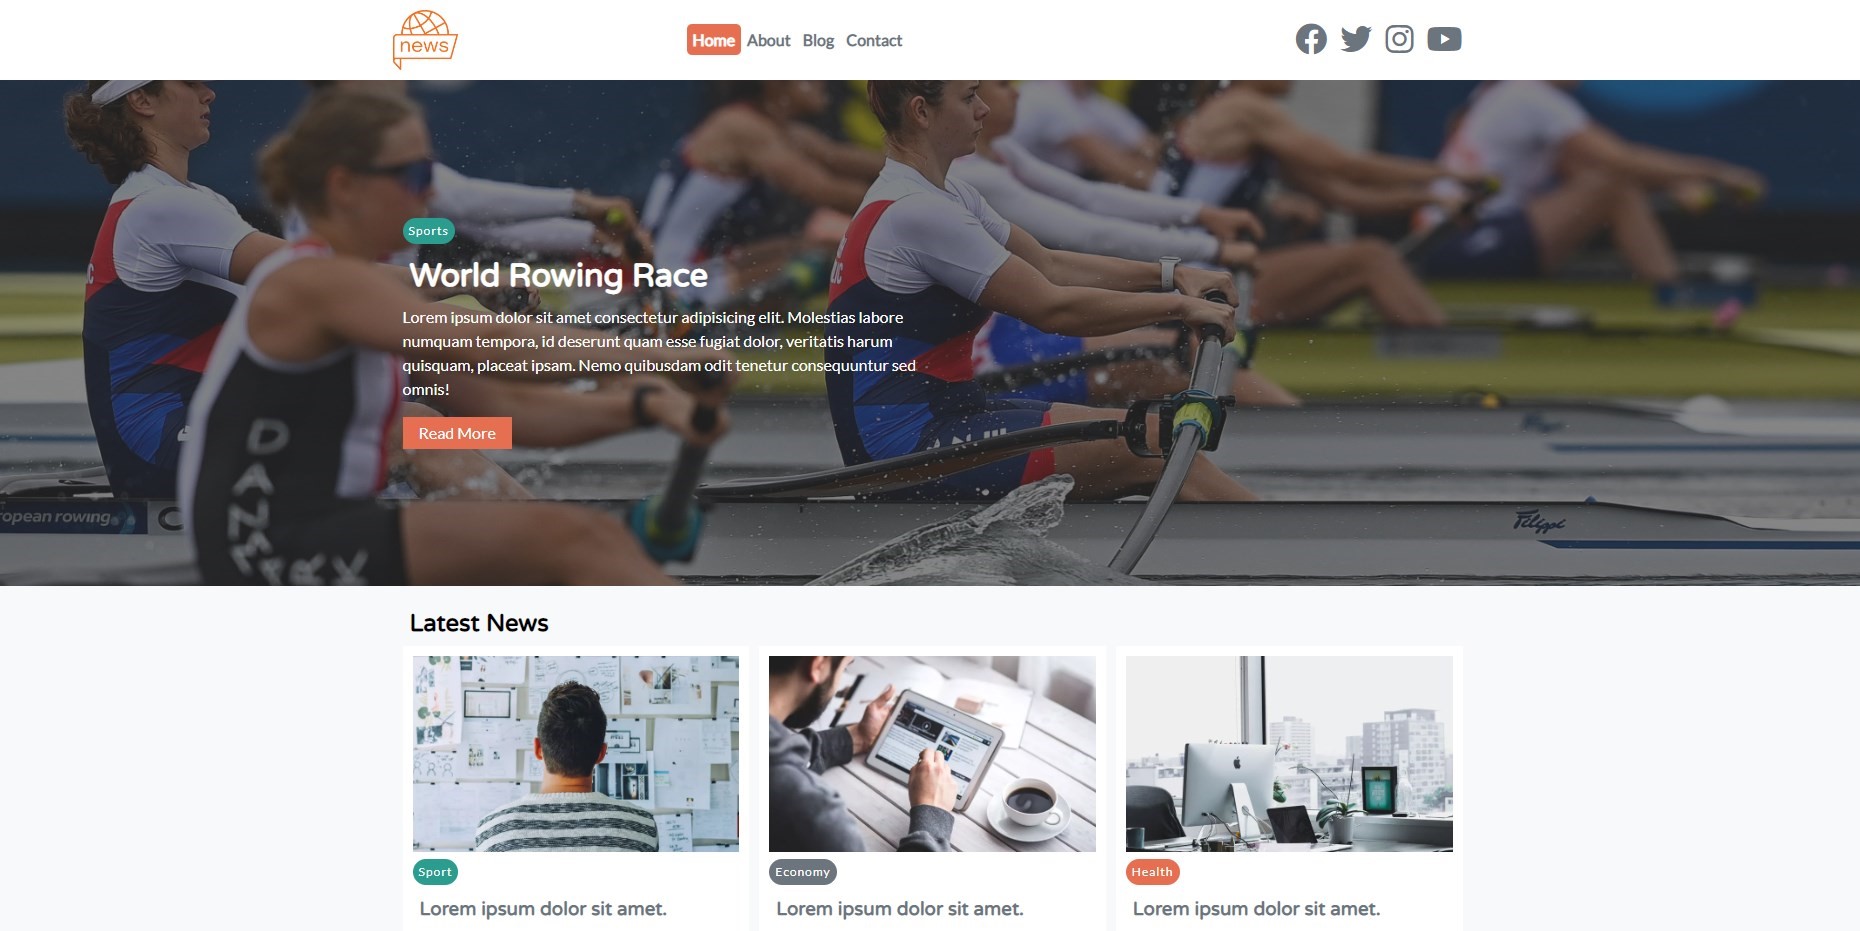 news
Home About Blog Contact
Sports
World Rowing Race
Lorem ipsum dolor sit amet consectetur adipisicing elit. Molestias labore
numquam tempora, id deserunt quam esse fugiat dolor, veritatis harum
quisquam, placeat ipsam. Nemo quibusdam odit tenetur consequuntur sed
omnis!
Read More
ropean rowing
Filippi
Latest News
Sport
Economy
Health
Lorem ipsum dolor sit amet.
Lorem ipsum dolor sit amet.
Lorem ipsum dolor sit amet.